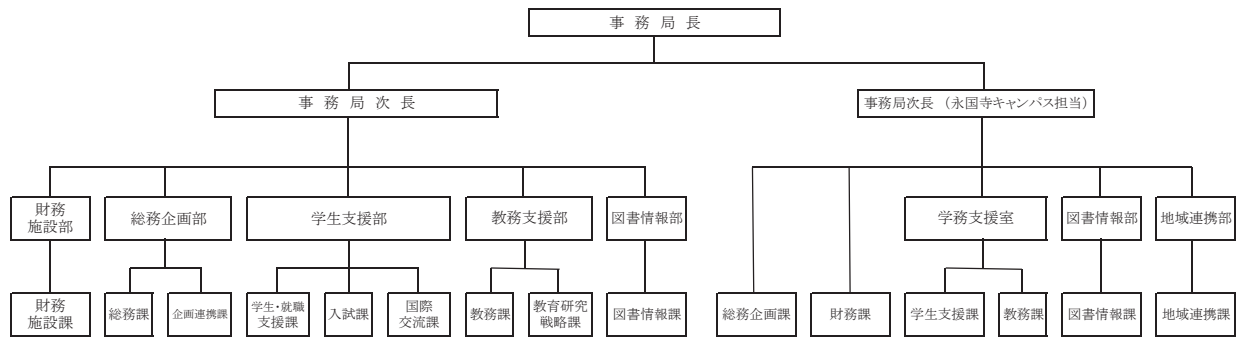 事務局長
事務局次長
事務局次長（永国寺キャンパス担当）
財務
施設部
総務企画部
学生支援部
教務支援部
図書情報部
学務支援室
図書情報部
地域連携部
財務
施設課
総務課
企画連携課
学生・就職
支援課
入試課
国際
交流課
教務課
教育研究
戦略課
図書情報課
総務企画課
財務課
学生支援課
教務課
図書情報課
地域連携課